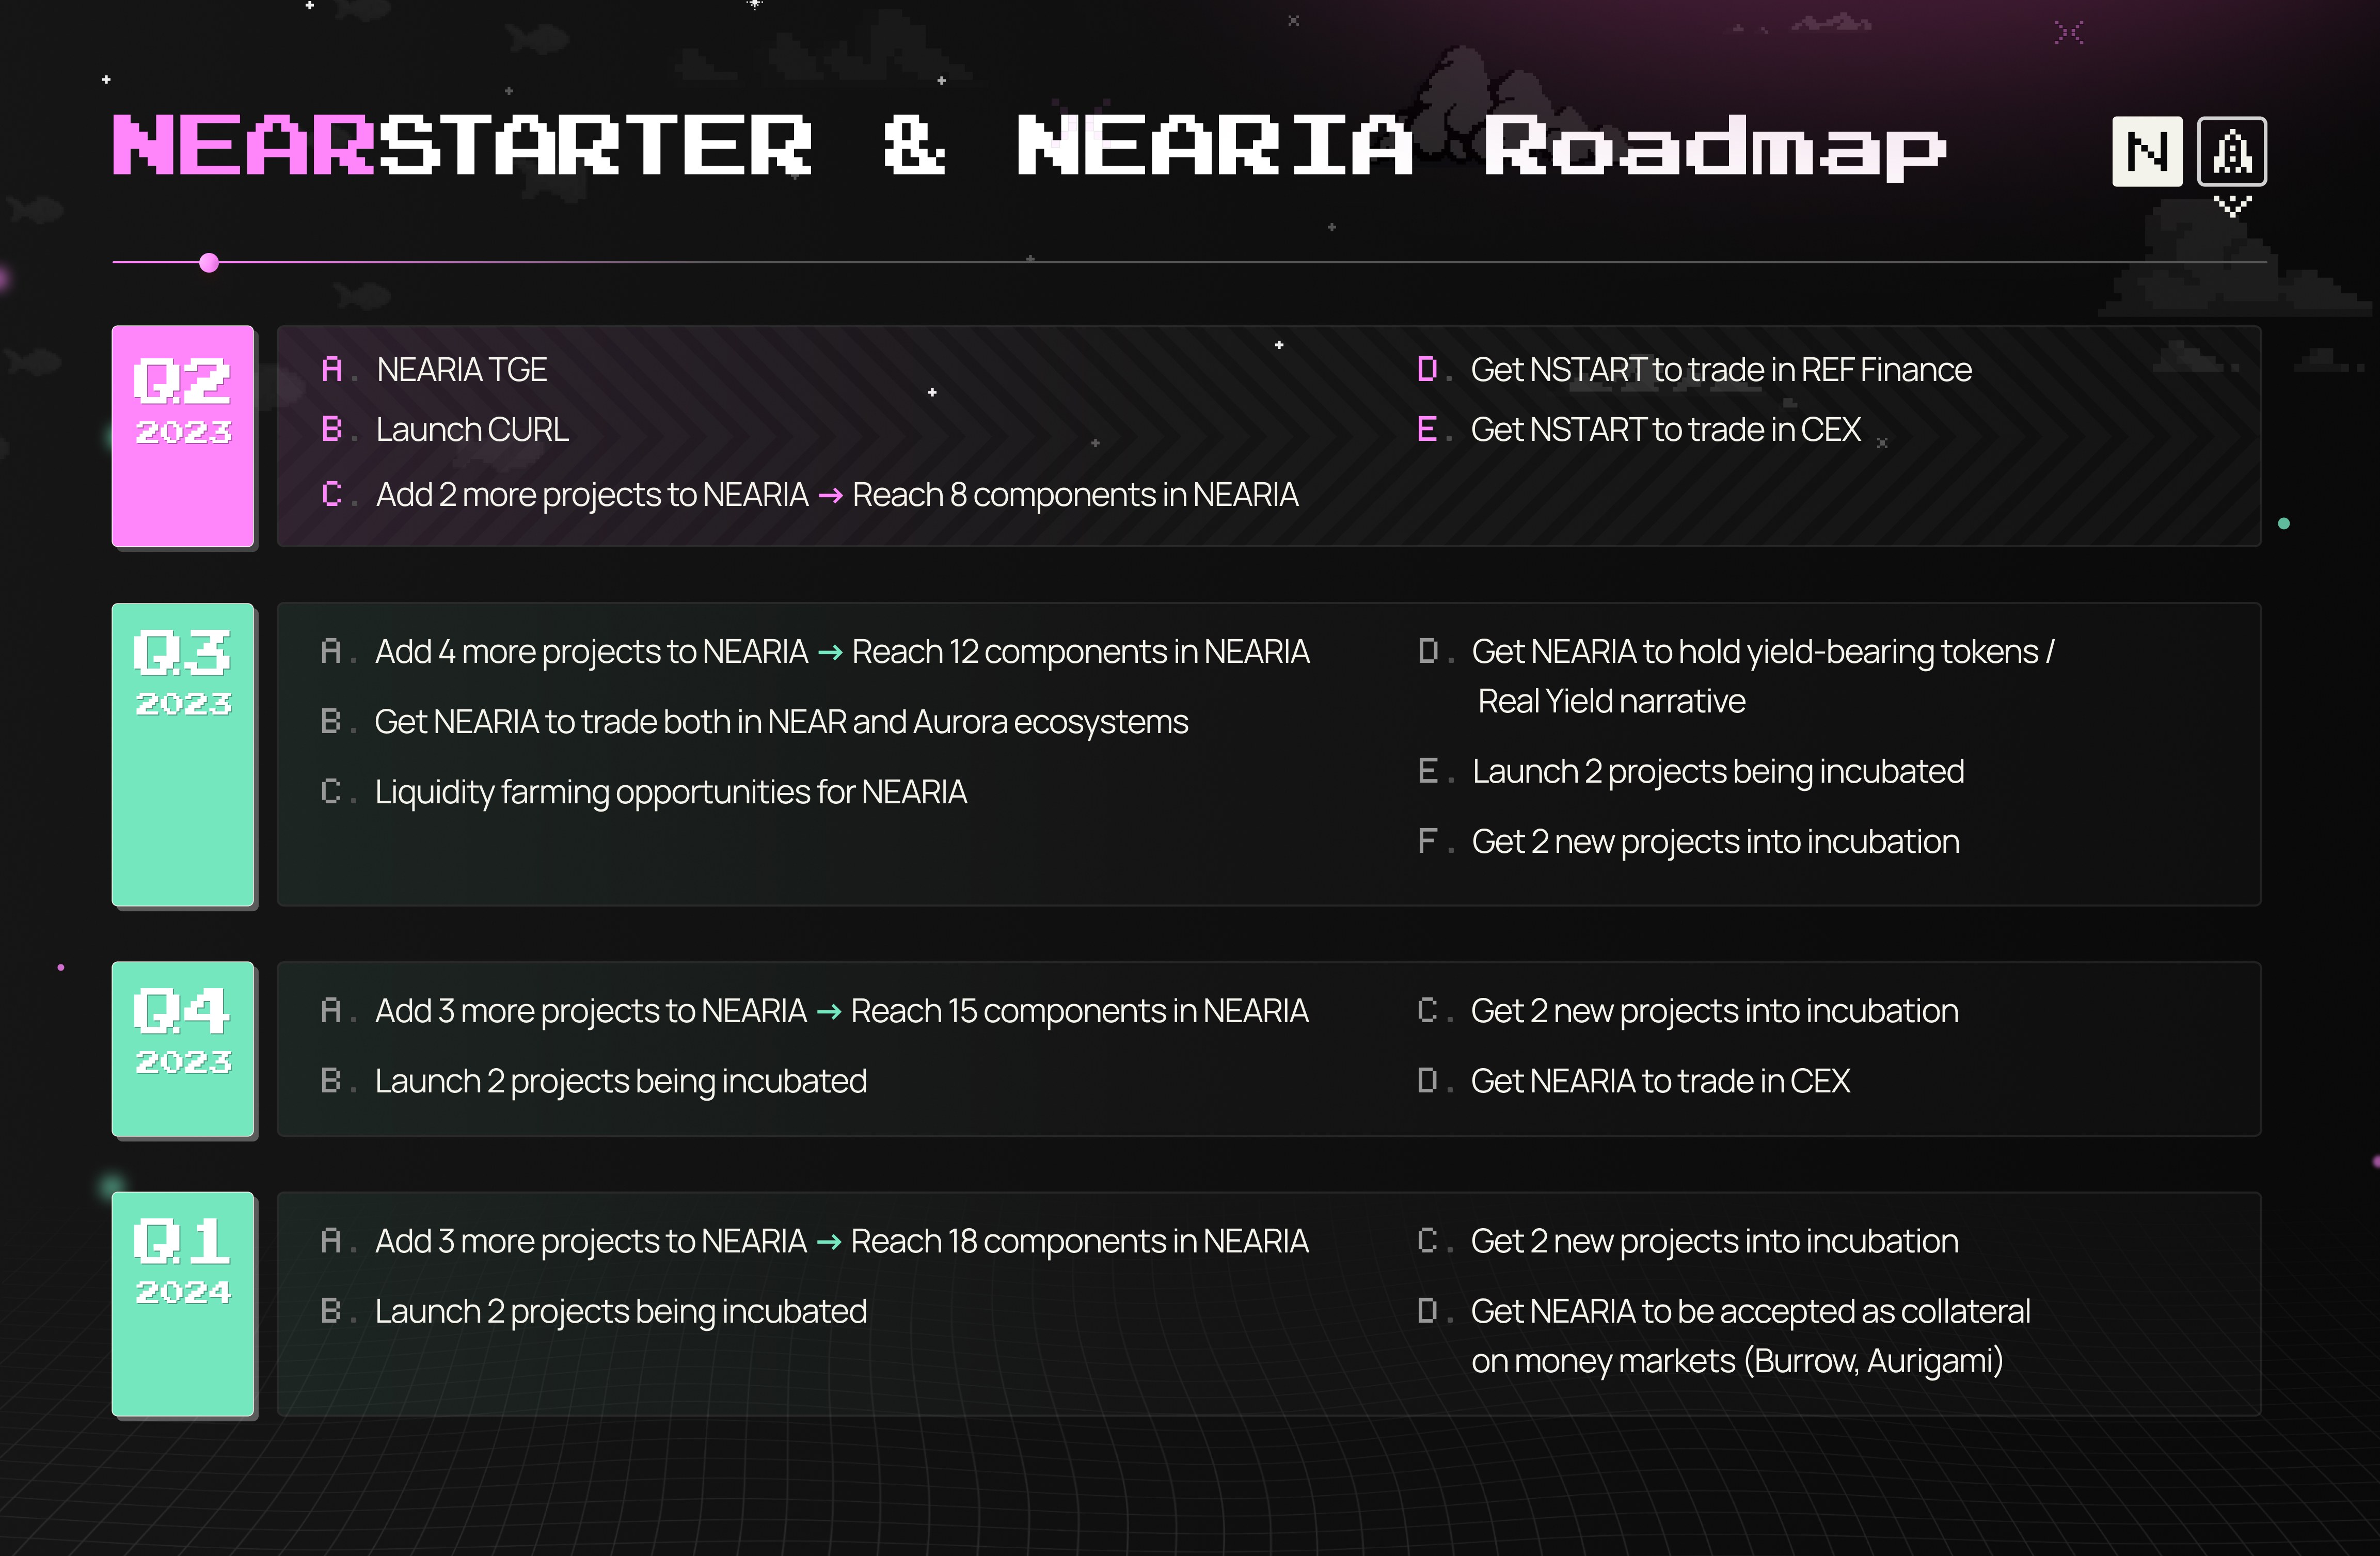 NEARSTARTER & NEARIA Roadmap
N
Q2
2023
A. NEARIA TGE
B. Launch CURL
C. Add 2 more projects to NEARIA → Reach 8 components in NEARIA
D. Get NSTART to trade in REF Finance
E. Get NSTART to trade in CEX
Q3
2023
A. Add 4 more projects to NEARIA → Reach 12 components in NEARIA
B. Get NEARIA to trade both in NEAR and Aurora ecosystems
C. Liquidity farming opportunities for NEARIA
D. Get NEARIA to hold yield-bearing tokens /
Real Yield narrative
E. Launch 2 projects being incubated
F. Get 2 new projects into incubation
Q4
2023
A. Add 3 more projects to NEARIA → Reach 15 components in NEARIA
B. Launch 2 projects being incubated
C. Get 2 new projects into incubation
D. Get NEARIA to trade in CEX
Q1
2024
A. Add 3 more projects to NEARIA → Reach 18 components in NEARIA
B. Launch 2 projects being incubated
C. Get 2 new projects into incubation
D. Get NEARIA to be accepted as collateral
on money markets (Burrow, Aurigami)